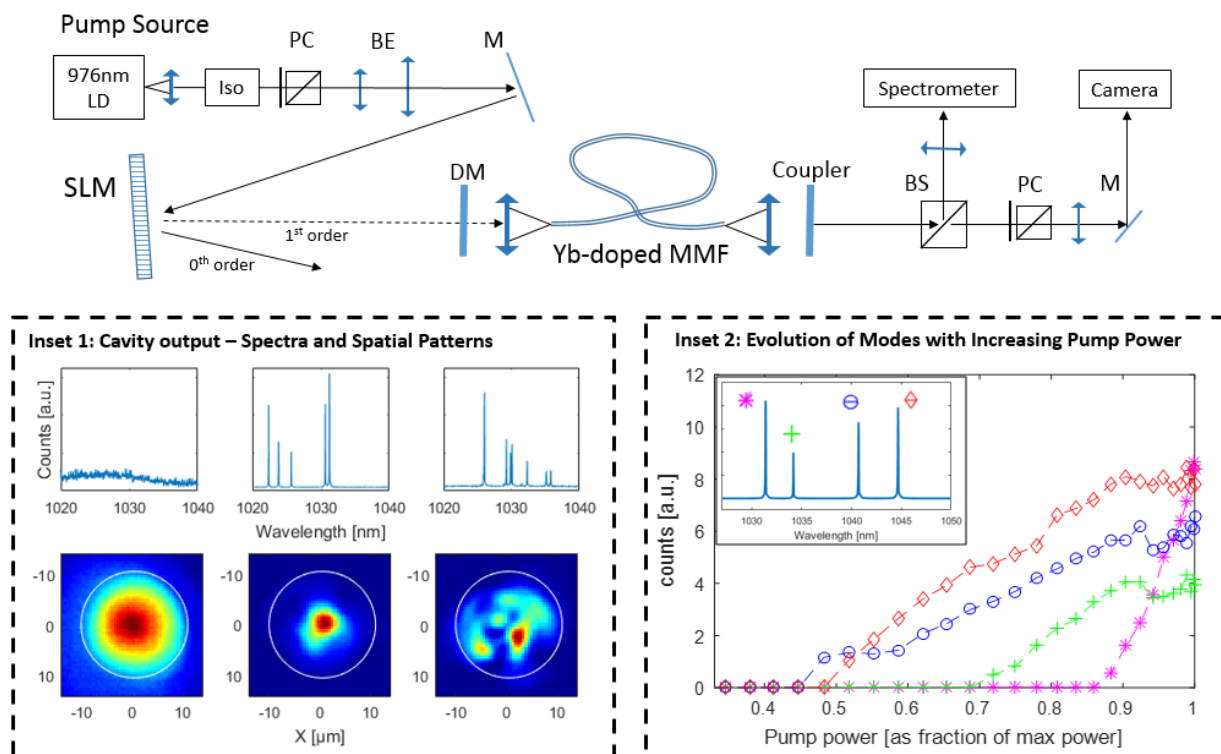 Pump Source
976nm
LD
Iso
PC
BE
M
SLM
1st order
0th order
DM
Yb-doped MMF
Coupler
Spectrometer
Camera
BS
PC
M
Inset 1: Cavity output – Spectra and Spatial Patterns
Counts [a.u.]
1020 1030 1040
1020 1030 1040
1020 1030 1040
Wavelength [nm]
-10
0
10
-10 0 10
-10
0
10
-10 0 10
-10
0
10
-10 0 10
X [µm]
Inset 2: Evolution of Modes with Increasing Pump Power
counts [a.u.]
12
10
8
6
4
2
0
1030 1035 1040 1045 1050
Wavelength [nm]
0.4 0.5 0.6 0.7 0.8 0.9 1
Pump power [as fraction of max power]